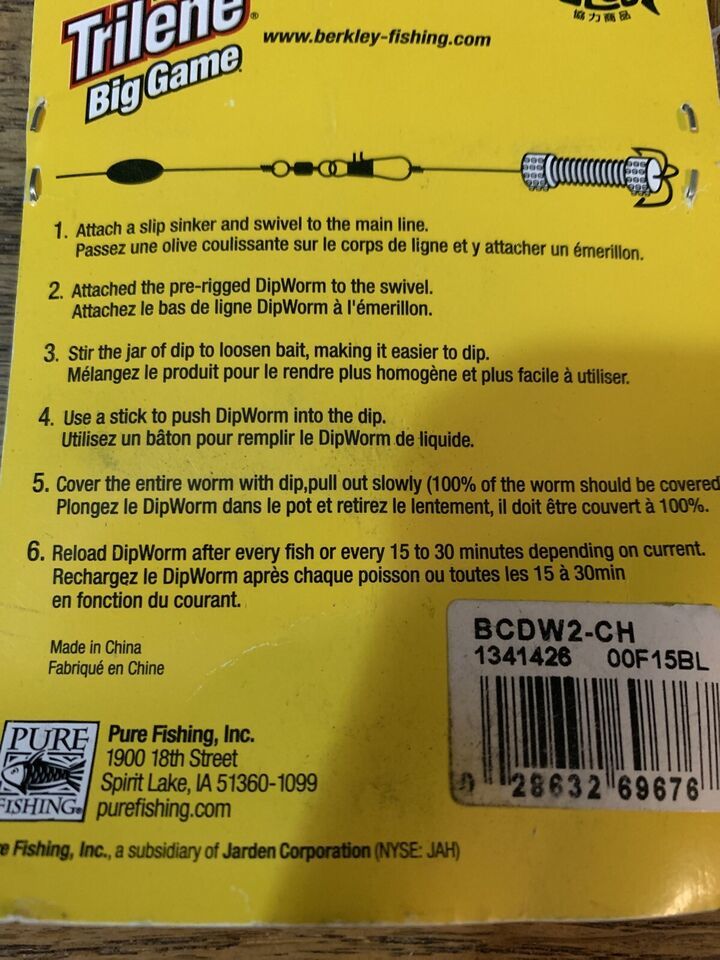 Trilene®
www.berkley-fishing.com
協力商品
Big Game
1. Attach a slip sinker and swivel to the main line.
Passez une olive coulissante sur le corps de ligne et y attacher un émerillon.
2. Attached the pre-rigged DipWorm to the swivel.
Attachez le bas de ligne DipWorm à l'émerillon.
3. Stir the jar of dip to loosen bait, making it easier to dip.
Mélangez le produit pour le rendre plus homogène et plus facile à utiliser.
4. Use a stick to push DipWorm into the dip.
Utilisez un bâton pour remplir le DipWorm de liquide.
5. Cover the entire worm with dip,pull out slowly (100% of the worm should be covered
Plongez le DipWorm dans le pot et retirez le lentement, il doit être couvert à 100%.
6. Reload DipWorm after every fish or every 15 to 30 minutes depending on current.
Rechargez le DipWorm après chaque poisson ou toutes les 15 à 30min
en fonction du courant.
Made in China
Fabriqué en Chine
BCDW2-CH
1341426 00F15BL
0 28632 69676
PURE
FISHING®
Pure Fishing, Inc.
1900 18th Street
Spirit Lake, IA 51360-1099
purefishing.com
e Fishing, Inc., a subsidiary of Jarden Corporation (NYSE: JAH)